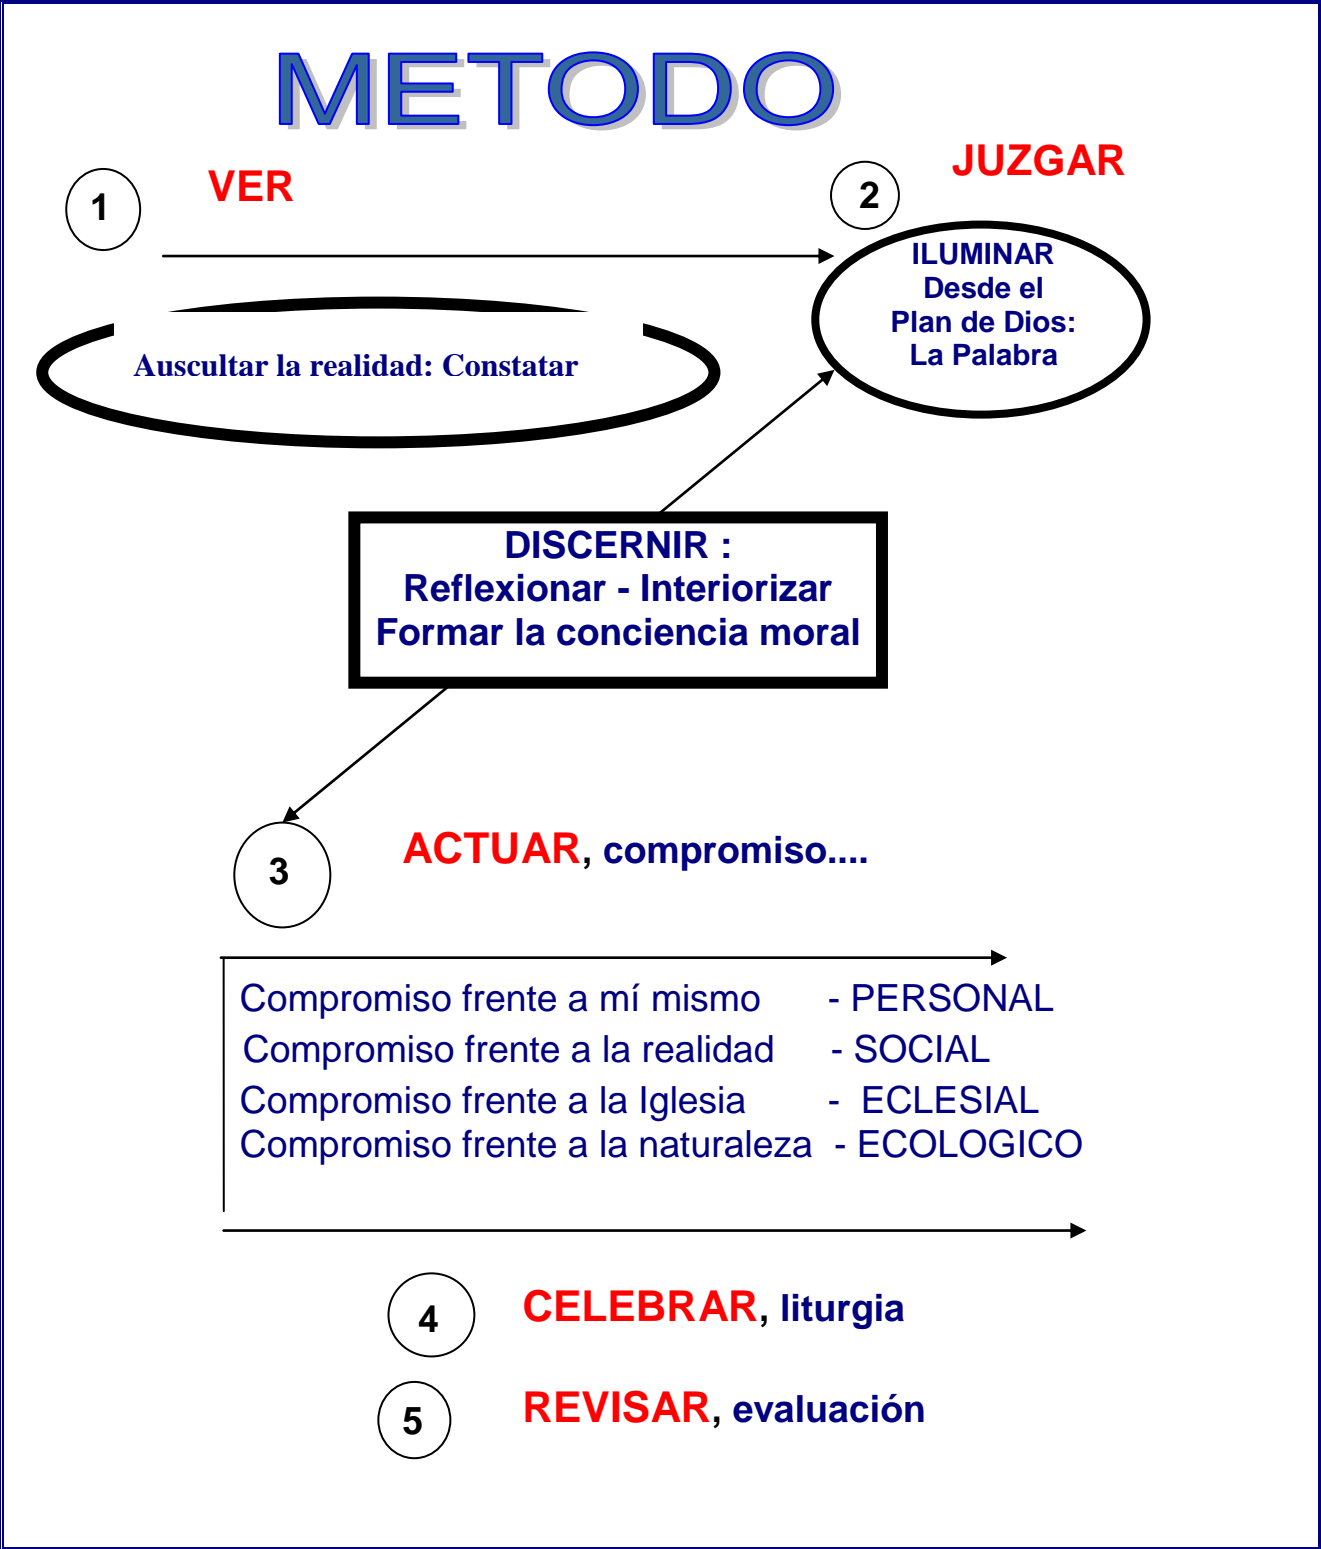 METODO
1 VER
2 JUZGAR
ILUMINAR
Desde el
Plan de Dios:
La Palabra
Auscultar la realidad: Constatar
DISCERNIR :
Reflexionar - Interiorizar
Formar la conciencia moral
3 ACTUAR, compromiso....
Compromiso frente a mí mismo - PERSONAL
Compromiso frente a la realidad - SOCIAL
Compromiso frente a la Iglesia - ECLESIAL
Compromiso frente a la naturaleza - ECOLOGICO
4 CELEBRAR, liturgia
5 REVISAR, evaluación